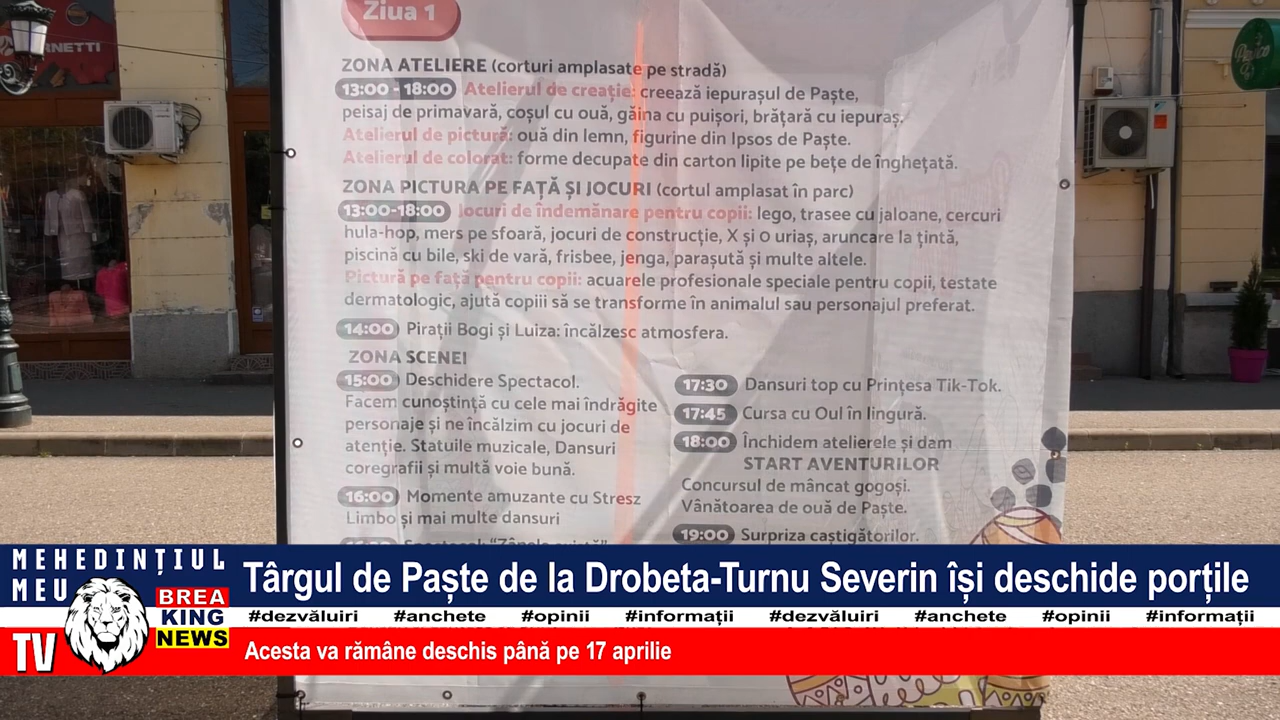 Ziua 1
ZONA ATELIERE (corturi amplasate pe stradă)
13:00 - 18:00 Atelierul de creație: creează iepurașul de Paște,
peisaj de primavară, coșul cu ouă, găina cu puișori, brățară cu iepuraș.
Atelierul de pictură: ouă din lemn, figurine din Ipsos de Paște.
Atelierul de colorat: forme decupate din carton lipite pe bețe de înghețată.
ZONA PICTURA PE FAȚĂ ȘI JOCURI (cortul amplasat în parc)
13:00-18:00 Jocuri de îndemănare pentru copii: lego, trasee cu jaloane, cercuri
hula-hop, mers pe sfoară, jocuri de construcție, X și 0 uriaș, aruncare la țintă,
piscină cu bile, ski de vară, frisbee, jenga, parașută și multe altele.
Pictură pe față pentru copii: acuarele profesionale speciale pentru copii, testate
dermatologic, ajută copiii să se transforme în animalul sau personajul preferat.
14:00 Pirații Bogi și Luiza: încălzesc atmosfera.
ZONA SCENEI
15:00 Deschidere Spectacol.
Facem cunoștință cu cele mai îndrăgite
personaje și ne încălzim cu jocuri de
atenție. Statuile muzicale, Dansuri
coregrafii și multă voie bună.
16:00 Momente amuzante cu Stresz
Limbo și mai multe dansuri
17:30 Dansuri top cu Prințesa Tik-Tok.
17:45 Cursa cu Oul în lingură.
18:00 Închidem atelierele și dam
START AVENTURILOR
Concursul de mâncat gogoși.
Vânătoarea de ouă de Paște.
19:00 Surpriza caștigătorilor.
MEHEDINȚIUL
MEU
TV
BREA
KING
NEWS
Târgul de Paște de la Drobeta-Turnu Severin își deschide porțile
#dezvăluiri #anchete #opinii #informații #dezvăluiri #anchete #opinii #informații
Acesta va rămâne deschis până pe 17 aprilie